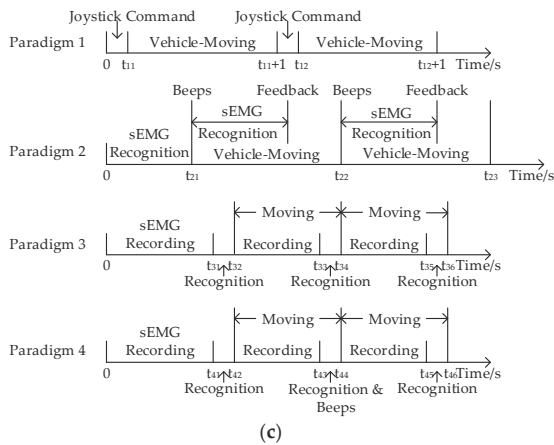 Joystick Command Joystick Command
Paradigm 1 Vehicle-Moving Vehicle-Moving
0 t11 t11+1 t12 t12+1 Time/s
Beeps Feedback Beeps Feedback
sEMG sEMG
sEMG Recognition Recognition
Paradigm 2 Recognition Vehicle-Moving Vehicle-Moving
0 t21 t22 t23 Time/s
Moving Moving
sEMG
Paradigm 3 Recording Recording Recording
0 t31 t32 t33 t34 t35 t36 Time/s
Recognition Recognition Recognition
Moving Moving
sEMG
Paradigm 4 Recording Recording Recording
0 t41 t42 t43 t44 t45 t46 Time/s
Recognition Recognition & Recognition
Beeps
(c)